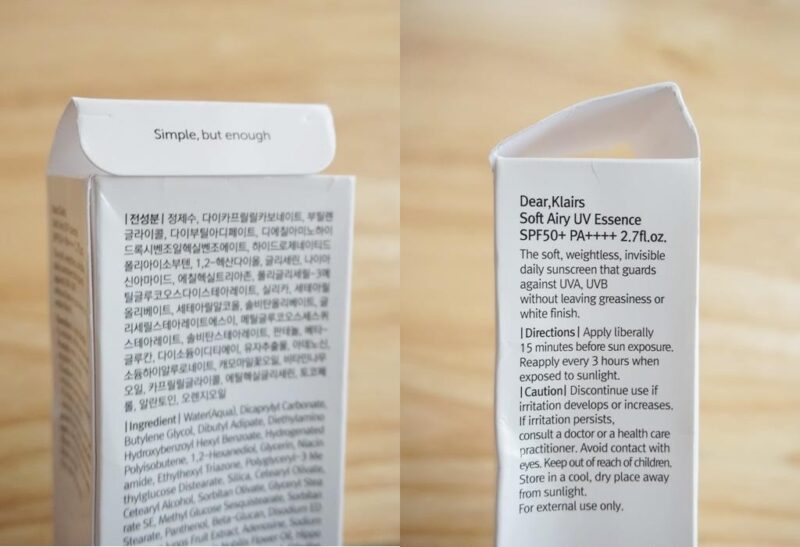 Simple, but enough
|전성분| 정제수, 다이카프릴릴카보네이트, 부틸렌
글라이콜, 다이부틸아디페이트, 디에칠아미노하이
드록시벤조일헥실벤조에이트, 하이드로제네이티드
폴리아이소부텐, 1,2-헥산다이올, 글리세린, 나이아
신아마이드, 에칠헥실트리아존, 폴리글리세릴-3메
틸글루코오스다이스테아레이트, 실리카, 세테아릴
올리베이트, 세테아릴알코올, 솔비탄올리베이트, 글
리세릴스테아레이트에스이, 메틸글루코오스세스퀴
스테아레이트, 솔비탄스테아레이트, 판테놀, 베타-
글루칸, 다이소듐이디티에이, 유자추출물, 아데노신,
소듐하이알루로네이트, 캐모마일꽃오일, 비타민나무
오일, 카프릴릴글라이콜, 에틸헥실글리세린, 토코페
롤, 알란토인, 오렌지오일
|Ingredient| Water(Aqua), Dicaprylyl Carbonate,
Butylene Glycol, Dibutyl Adipate, Diethylamino
Hydroxybenzoyl Hexyl Benzoate, Hydrogenated
Polyisobutene, 1,2-Hexanediol, Glycerin, Niacin
amide, Ethylhexyl Triazone, Polyglyceryl-3 Me
thylglucose Distearate, Silica, Cetearyl Olivate,
Cetearyl Alcohol, Sorbitan Olivate, Glyceryl Stea
rate SE, Methyl Glucose Sesquistearate, Sorbitan
Stearate, Panthenol, Beta-Glucan, Disodium ED
Fruit Extract, Adenosine, Sodium
Flower Oil, Hippo
Dear,Klairs
Soft Airy UV Essence
SPF50+ PA++++ 2.7fl.oz.
The soft, weightless, invisible
daily sunscreen that guards
against UVA, UVB
without leaving greasiness or
white finish.
|Directions| Apply liberally
15 minutes before sun exposure.
Reapply every 3 hours when
exposed to sunlight.
|Caution| Discontinue use if
irritation develops or increases.
If irritation persists,
consult a doctor or a health care
practitioner. Avoid contact with
eyes. Keep out of reach of children.
Store in a cool, dry place away
from sunlight.
For external use only.